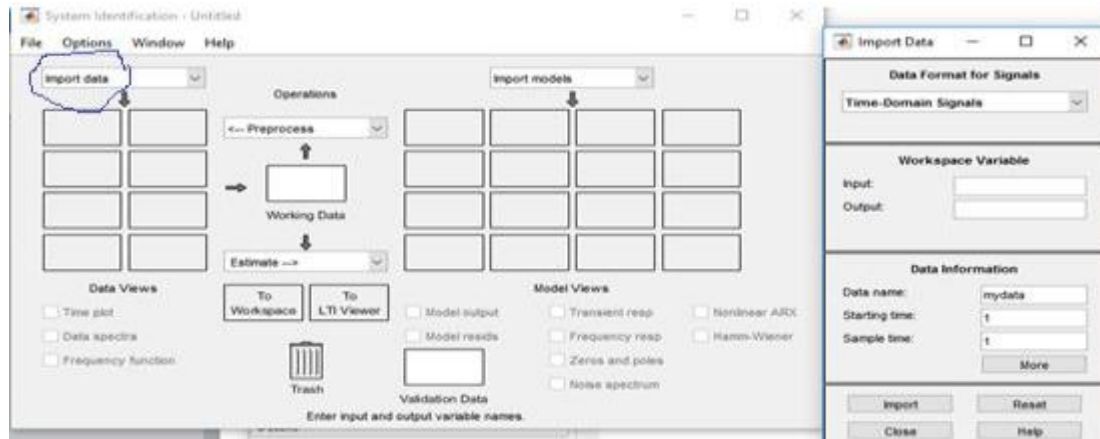 System Identification - Untitled
File Options Window Help
Import data
Operations
Import models
<-- Preprocess
Working Data
Estimate -->
Data Views
To Workspace
To LTI Viewer
Model Views
Time plot
Data spectra
Frequency function
Model output
Model resids
Transient resp
Frequency resp
Zeros and poles
Noise spectrum
Nonlinear ARX
Hamm-Wiener
Trash
Validation Data
Enter input and output variable names.
Import Data
Data Format for Signals
Time-Domain Signals
Workspace Variable
Input:
Output:
Data Information
Data name: mydata
Starting time: 1
Sample time: 1
More
Import Reset
Close Help